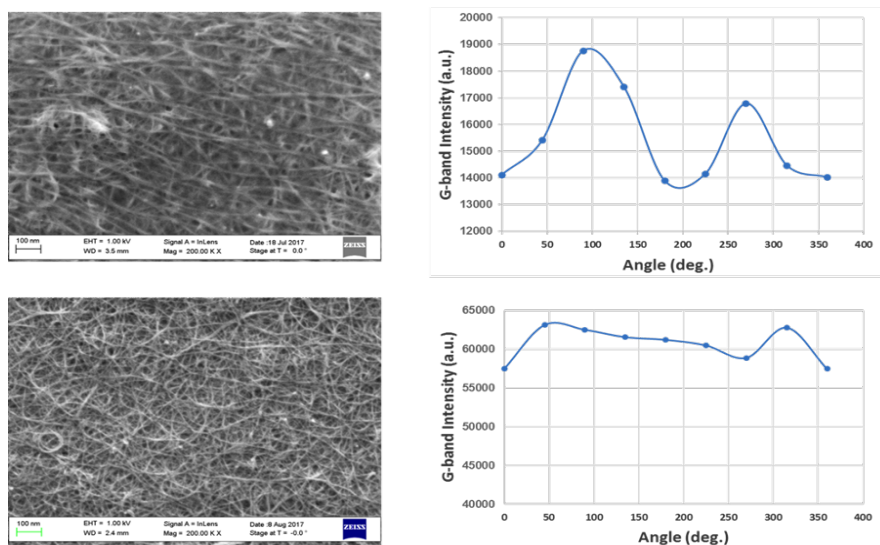 100 nm
EHT = 1.00 kV Signal A = InLens Date :18 Jul 2017
WD = 3.5 mm Mag = 200.00 K X Stage at T = 0.0 °
ZEISS
20000
19000
18000
17000
16000
15000
14000
13000
12000
G-band Intensity (a.u.)
0 50 100 150 200 250 300 350 400
Angle (deg.)
100 nm
EHT = 1.00 kV Signal A = InLens Date :8 Aug 2017
WD = 2.4 mm Mag = 200.00 K X Stage at T = -0.0 °
ZEISS
65000
60000
55000
50000
45000
40000
G-band Intensity (a.u.)
0 50 100 150 200 250 300 350 400
Angle (deg.)